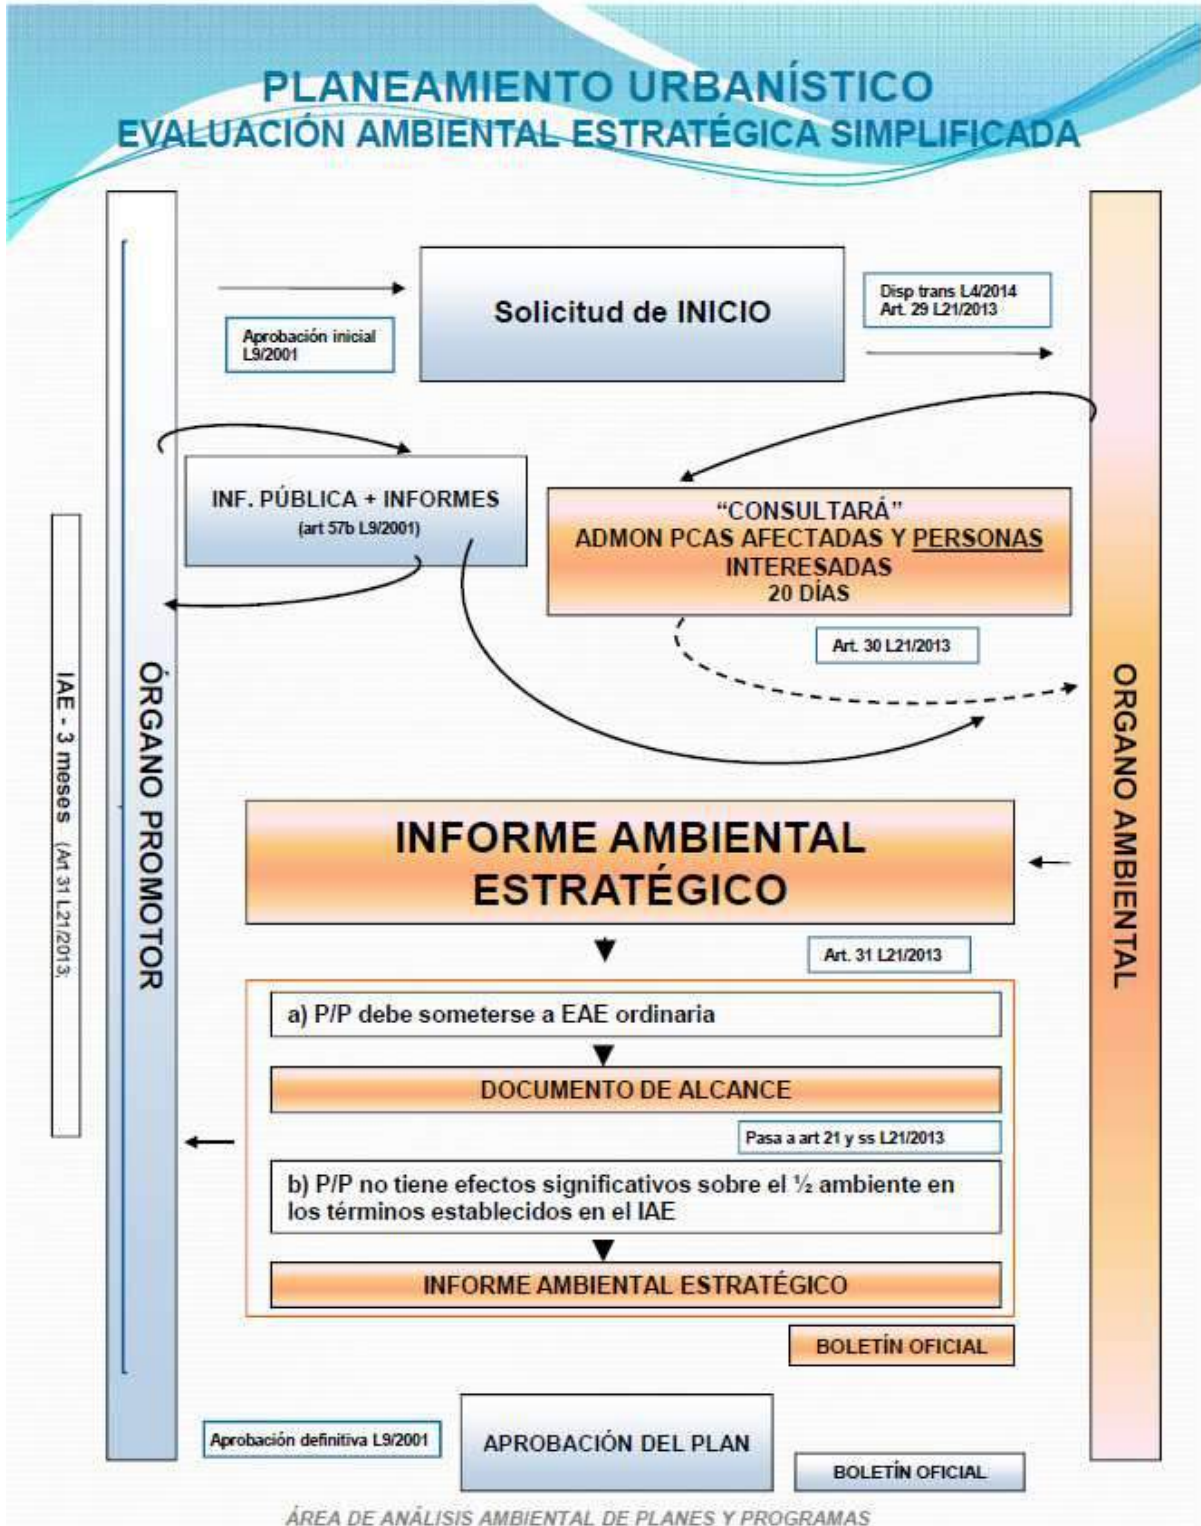 PLANEAMIENTO URBANÍSTICO
EVALUACIÓN AMBIENTAL ESTRATÉGICA SIMPLIFICADA
Solicitud de INICIO
Disp trans L4/2014
Art. 29 L21/2013
Aprobación inicial
L9/2001
INF. PÚBLICA + INFORMES
(art 57b L9/2001)
“CONSULTARÁ”
ADMON PCAS AFECTADAS Y PERSONAS
INTERESADAS
20 DÍAS
Art. 30 L21/2013
IAE - 3 meses (Art 31 L21/2013;
ÓRGANO PROMOTOR
ORGANO AMBIENTAL
INFORME AMBIENTAL
ESTRATÉGICO
Art. 31 L21/2013
a) P/P debe someterse a EAE ordinaria
DOCUMENTO DE ALCANCE
Pasa a art 21 y ss L21/2013
b) P/P no tiene efectos significativos sobre el ½ ambiente en
los términos establecidos en el IAE
INFORME AMBIENTAL ESTRATÉGICO
BOLETÍN OFICIAL
Aprobación definitiva L9/2001
APROBACIÓN DEL PLAN
BOLETÍN OFICIAL
ÁREA DE ANÁLISIS AMBIENTAL DE PLANES Y PROGRAMAS